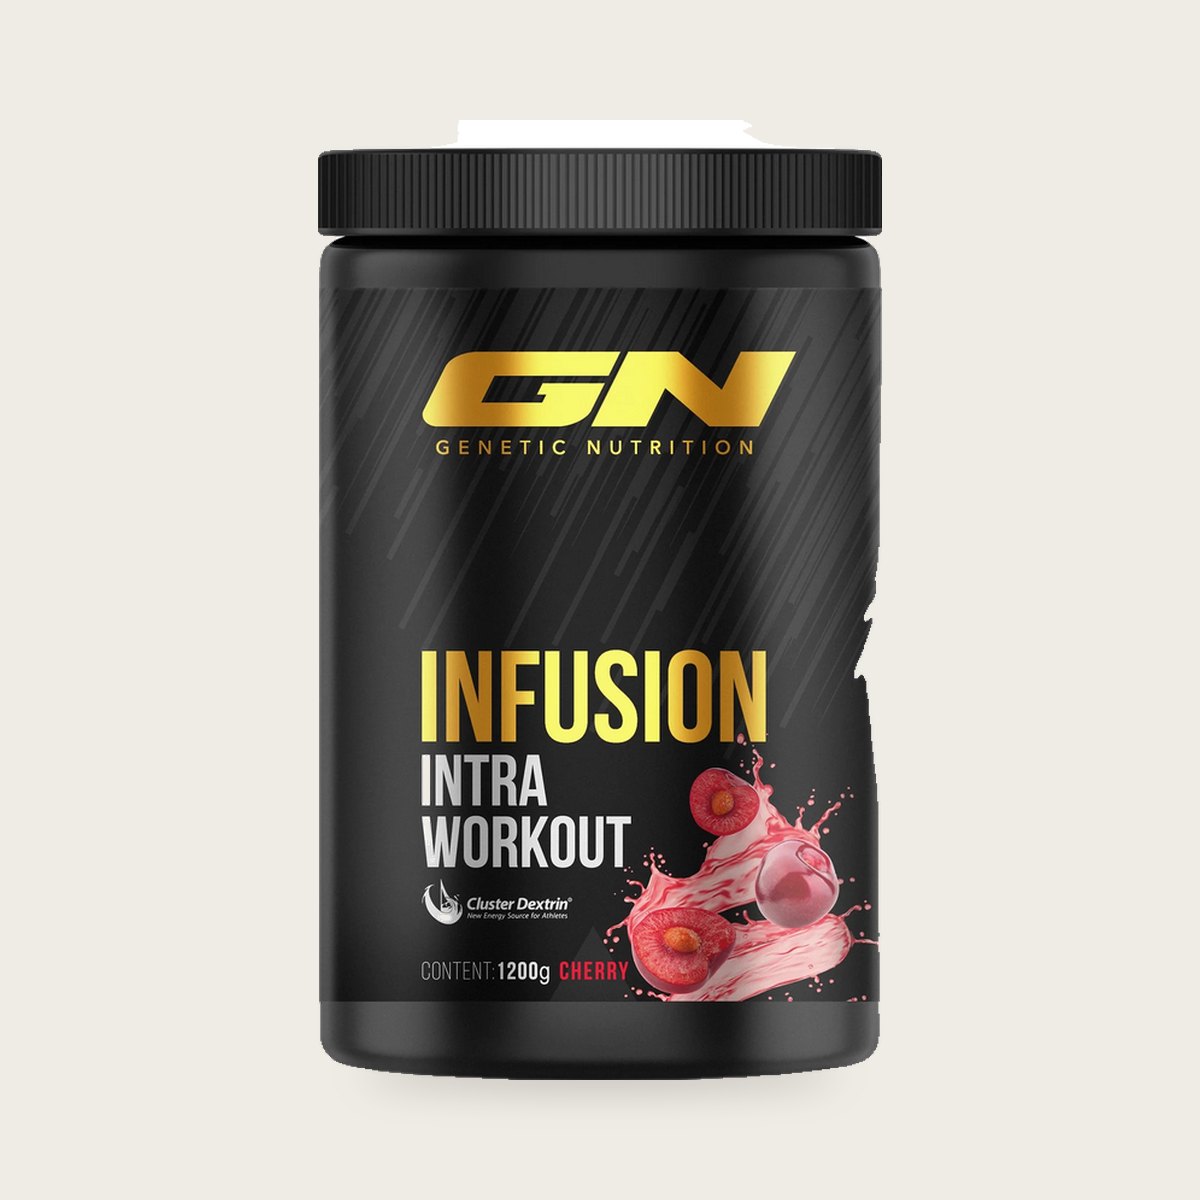 GN
GENETIC NUTRITION
INFUSION
INTRA
WORKOUT
Cluster Dextrin®
New Energy Source for Athletes
CONTENT: 1200g CHERRY